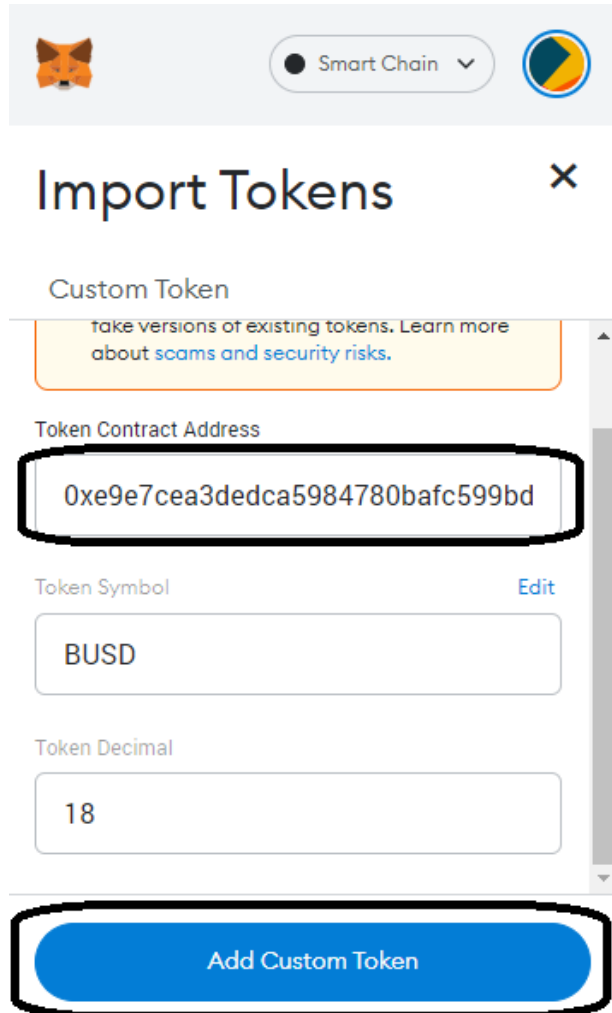 Smart Chain
Import Tokens
Custom Token
fake versions of existing tokens. Learn more
about scams and security risks.
Token Contract Address
0xe9e7cea3dedca5984780bafc599bd
Token Symbol Edit
BUSD
Token Decimal
18
Add Custom Token